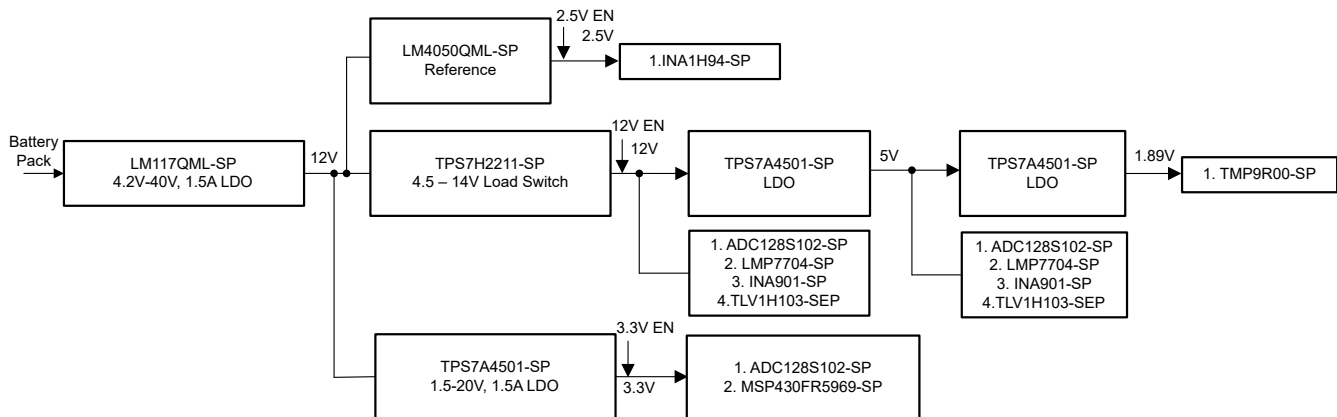 2.5V EN
2.5V
LM4050QML-SP
Reference
1.INA1H94-SP
Battery
Pack
LM117QML-SP
4.2V-40V, 1.5A LDO
12V
TPS7H2211-SP
4.5 – 14V Load Switch
12V EN
12V
TPS7A4501-SP
LDO
5V
TPS7A4501-SP
LDO
1.89V
1. TMP9R00-SP
1. ADC128S102-SP
2. LMP7704-SP
3. INA901-SP
4.TLV1H103-SEP
1. ADC128S102-SP
2. LMP7704-SP
3. INA901-SP
4.TLV1H103-SEP
TPS7A4501-SP
1.5-20V, 1.5A LDO
3.3V EN
3.3V
1. ADC128S102-SP
2. MSP430FR5969-SP